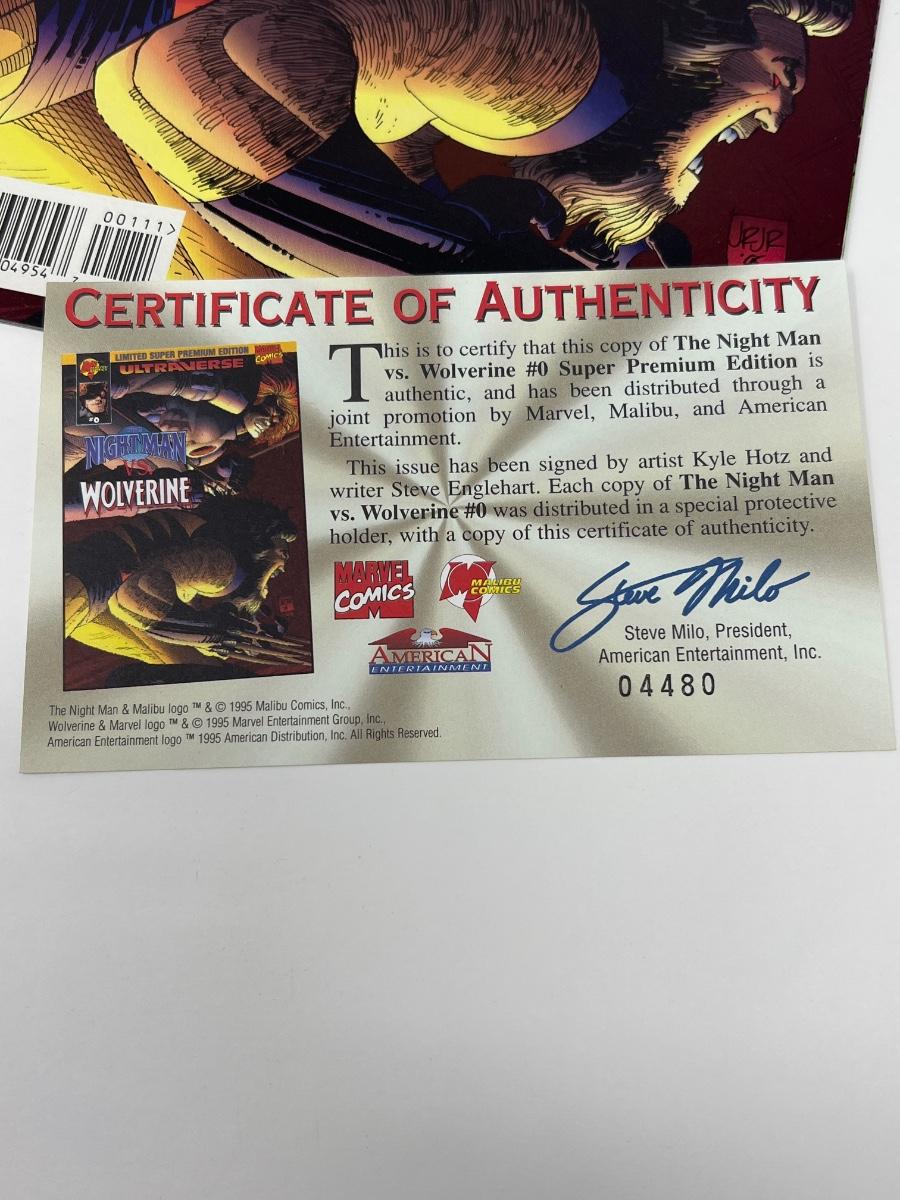 00111>
04954
JRJR
CERTIFICATE OF AUTHENTICITY
LIMITED SUPER PREMIUM EDITION
ULTRAVERSE
MARVEL COMICS
#0
NIGHT MAN
VS.
WOLVERINE
This is to certify that this copy of The Night Man
vs. Wolverine #0 Super Premium Edition is
authentic, and has been distributed through a
joint promotion by Marvel, Malibu, and American
Entertainment.
This issue has been signed by artist Kyle Hotz and
writer Steve Englehart. Each copy of The Night Man
vs. Wolverine #0 was distributed in a special protective
holder, with a copy of this certificate of authenticity.
MARVEL
COMICS
MALIBU
COMICS
AMERICAN
ENTERTAINMENT
Steve Milo
Steve Milo, President,
American Entertainment, Inc.
04480
The Night Man & Malibu logo ™ & © 1995 Malibu Comics, Inc.,
Wolverine & Marvel logo ™ & © 1995 Marvel Entertainment Group, Inc.,
American Entertainment logo ™ 1995 American Distribution, Inc. All Rights Reserved.